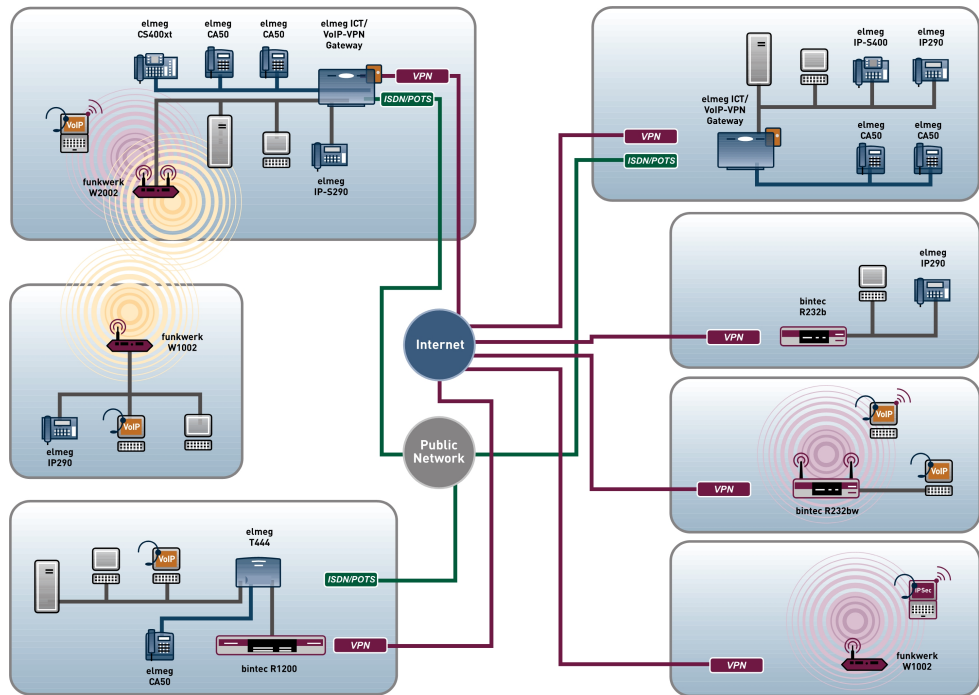 elmeg
CS400xt
elmeg
CA50
elmeg
CA50
elmeg ICT/
VoIP-VPN
Gateway
VPN
ISDN/POTS
VoIP
funkwerk
W2002
elmeg
IP-S290
elmeg
IP-S400
elmeg
IP290
elmeg ICT/
VoIP-VPN
Gateway
elmeg
CA50
elmeg
CA50
VPN
ISDN/POTS
funkwerk
W1002
elmeg
IP290
VoIP
Internet
Public
Network
elmeg
IP290
bintec
R232b
VPN
VoIP
VoIP
VPN
bintec R232bw
elmeg
T444
VoIP
ISDN/POTS
elmeg
CA50
VPN
bintec R1200
IPSec
VPN
funkwerk
W1002